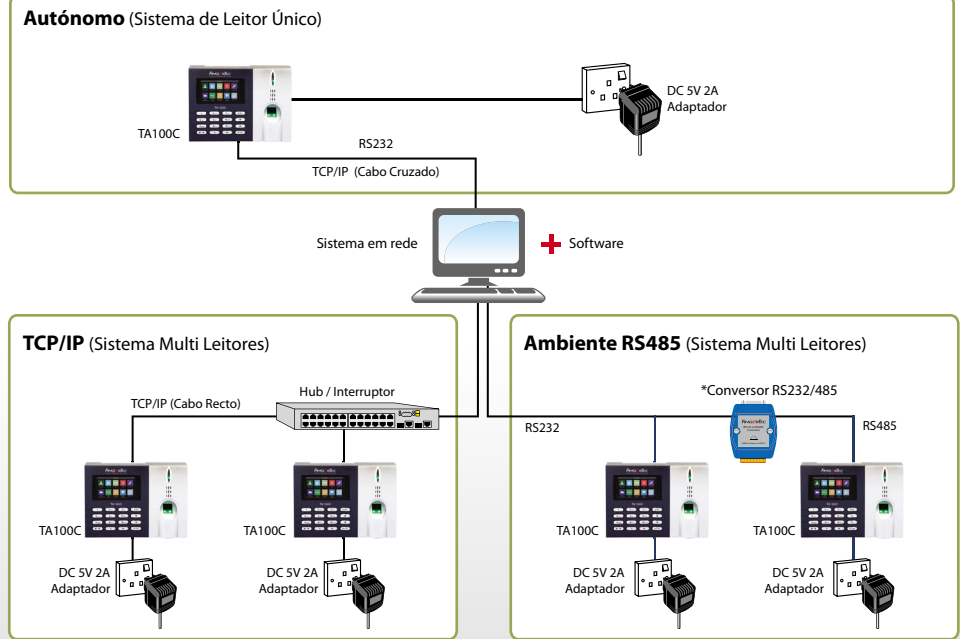 Autónomo (Sistema de Leitor Único)
TA100C
DC 5V 2A
Adaptador
RS232
TCP/IP (Cabo Cruzado)
Sistema em rede
Software
TCP/IP (Sistema Multi Leitores)
Hub / Interruptor
TCP/IP (Cabo Recto)
TA100C
TA100C
DC 5V 2A
Adaptador
DC 5V 2A
Adaptador
Ambiente RS485 (Sistema Multi Leitores)
*Conversor RS232/485
RS232
RS485
TA100C
TA100C
DC 5V 2A
Adaptador
DC 5V 2A
Adaptador